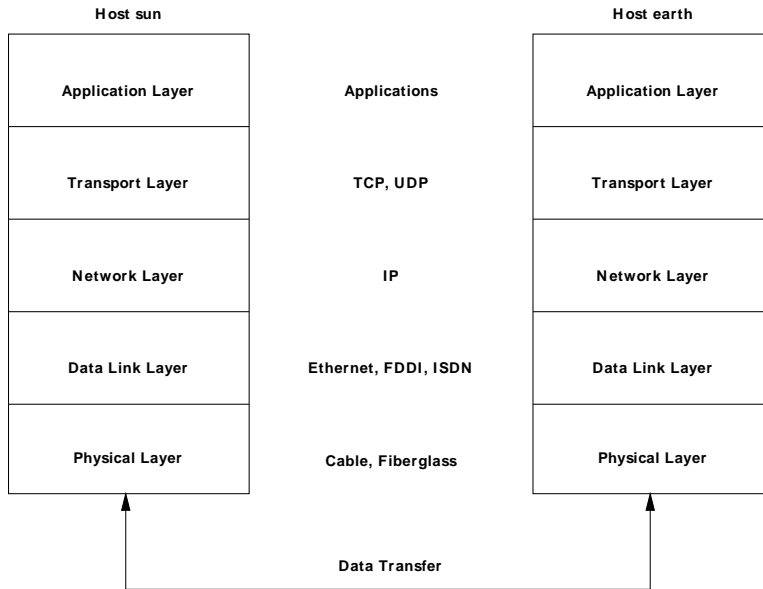 Host sun
Host earth
Application Layer
Applications
Application Layer
Transport Layer
TCP, UDP
Transport Layer
Network Layer
IP
Network Layer
Data Link Layer
Ethernet, FDDI, ISDN
Data Link Layer
Physical Layer
Cable, Fiberglass
Physical Layer
Data Transfer